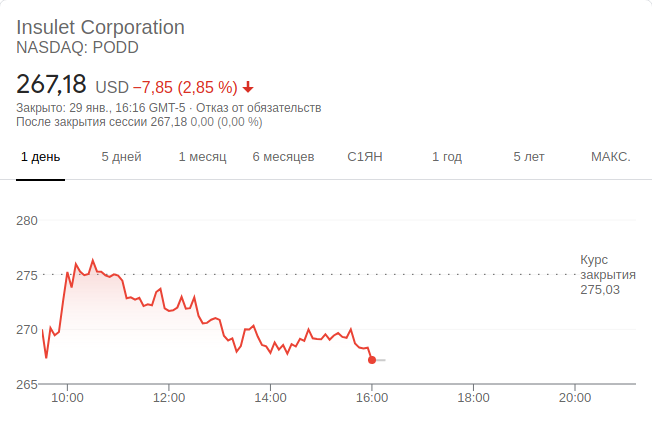 Insulet Corporation
NASDAQ: PODD
267,18 USD −7,85 (2,85 %)
Закрыто: 29 янв., 16:16 GMT-5 · Отказ от обязательств
После закрытия сессии 267,18 0,00 (0,00 %)
1 день 5 дней 1 месяц 6 месяцев С1ЯН 1 год 5 лет МАКС.
280
Курс
275 закрытия
275,03
270
265
10:00 12:00 14:00 16:00 18:00 20:00